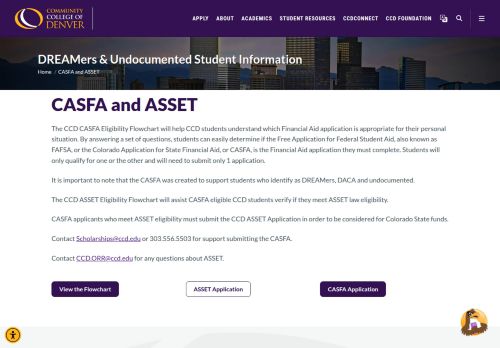 COMMUNITY
COLLEGE OF
DENVER
APPLY ABOUT ACADEMICS STUDENT RESOURCES CCDCONNECT CCD FOUNDATION
DREAMers & Undocumented Student Information
Home / CASFA and ASSET
CASFA and ASSET
The CCD CASFA Eligibility Flowchart will help CCD students understand which Financial Aid application is appropriate for their personal
situation. By answering a set of questions, students can easily determine if the Free Application for Federal Student Aid, also known as
FAFSA, or the Colorado Application for State Financial Aid, or CASFA, is the Financial Aid application they must complete. Students will
only qualify for one or the other and will need to submit only 1 application.
It is important to note that the CASFA was created to support students who identify as DREAMers, DACA and undocumented.
The CCD ASSET Eligibility Flowchart will assist CASFA eligible CCD students verify if they meet ASSET law eligibility.
CASFA applicants who meet ASSET eligibility must submit the CCD ASSET Application in order to be considered for Colorado State funds.
Contact Scholarships@ccd.edu or 303.556.5503 for support submitting the CASFA.
Contact CCD.ORR@ccd.edu for any questions about ASSET.
View the Flowchart ASSET Application CASFA Application